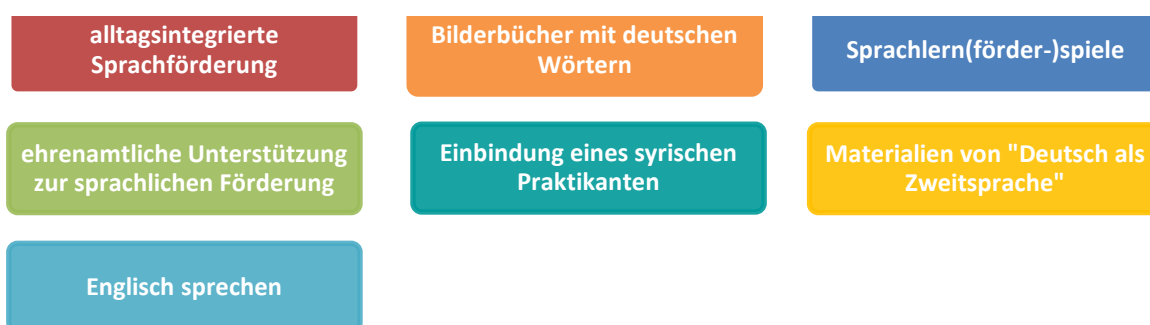 alltagsintegrierte
Sprachförderung
Bilderbücher mit deutschen
Wörtern
Sprachlern(förder-)spiele
ehrenamtliche Unterstützung
zur sprachlichen Förderung
Einbindung eines syrischen
Praktikanten
Materialien von "Deutsch als
Zweitsprache"
Englisch sprechen